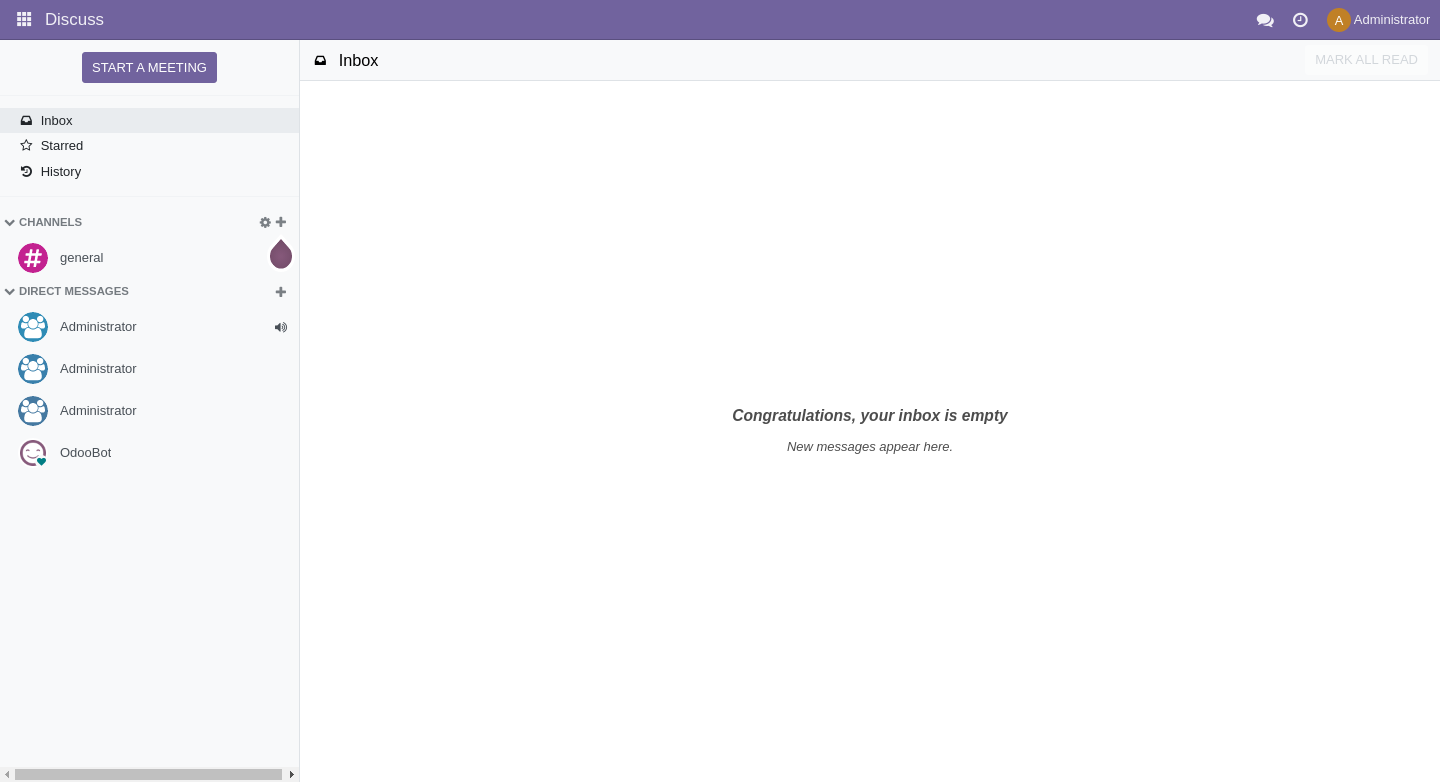 Discuss
A Administrator
START A MEETING
Inbox
MARK ALL READ
Inbox
Starred
History
CHANNELS
general
DIRECT MESSAGES
Administrator
Administrator
Administrator
OdooBot
Congratulations, your inbox is empty
New messages appear here.